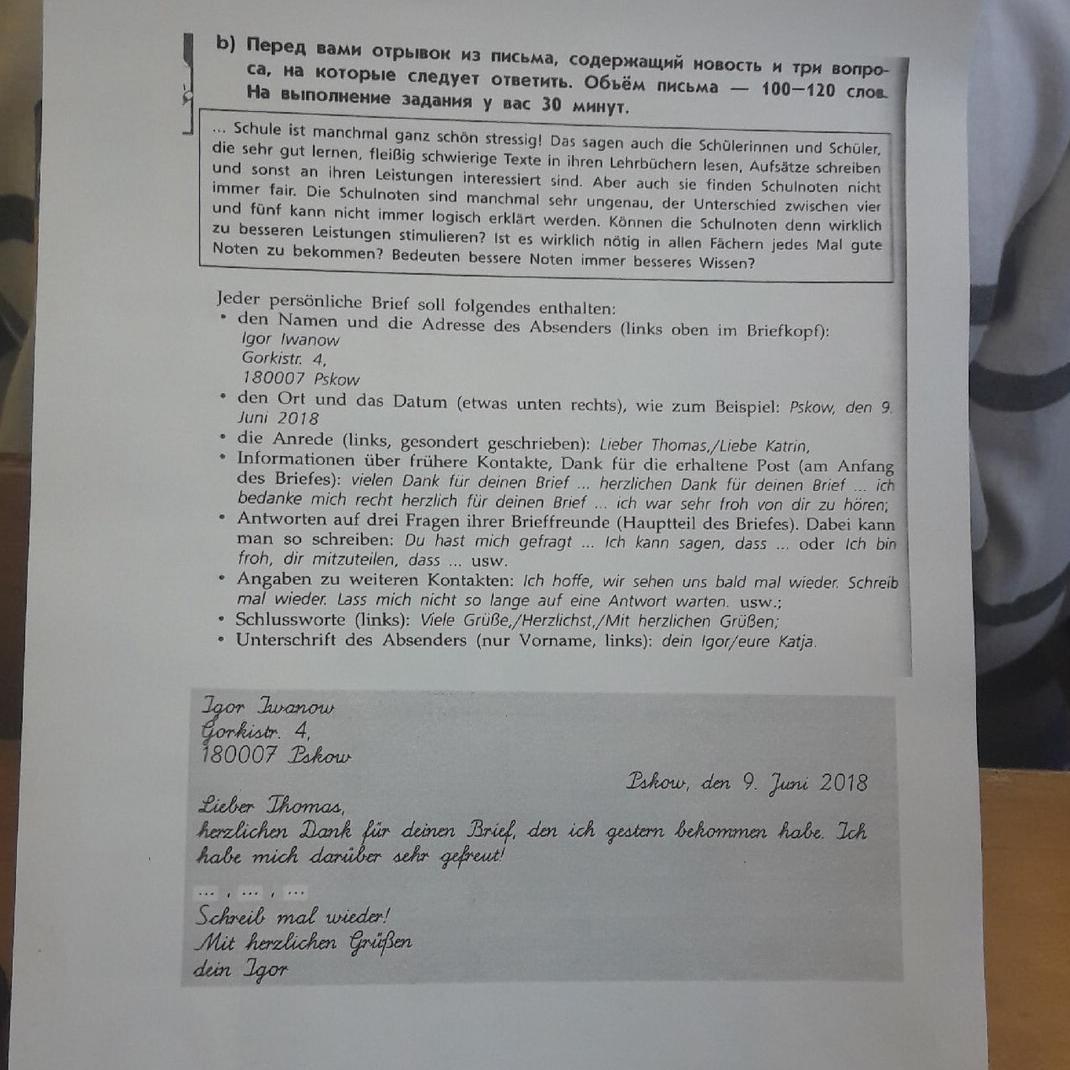 b) Перед вами отрывок из письма, содержащий новость и три вопро-
са, на которые следует ответить. Объём письма — 100—120 слов.
На выполнение задания у вас 30 минут.
... Schule ist manchmal ganz schön stressig! Das sagen auch die Schülerinnen und Schüler,
die sehr gut lernen, fleißig schwierige Texte in ihren Lehrbüchern lesen, Aufsätze schreiben
und sonst an ihren Leistungen interessiert sind. Aber auch sie finden Schulnoten nicht
immer fair. Die Schulnoten sind manchmal sehr ungenau, der Unterschied zwischen vier
und fünf kann nicht immer logisch erklärt werden. Können die Schulnoten denn wirklich
zu besseren Leistungen stimulieren? Ist es wirklich nötig in allen Fächern jedes Mal gute
Noten zu bekommen? Bedeuten bessere Noten immer besseres Wissen?
Jeder persönliche Brief soll folgendes enthalten:
• den Namen und die Adresse des Absenders (links oben im Briefkopf):
Igor Iwanow
Gorkistr. 4,
180007 Pskow
• den Ort und das Datum (etwas unten rechts), wie zum Beispiel: Pskow, den 9.
Juni 2018
• die Anrede (links, gesondert geschrieben): Lieber Thomas,/Liebe Katrin,
• Informationen über frühere Kontakte, Dank für die erhaltene Post (am Anfang
des Briefes): vielen Dank für deinen Brief ... herzlichen Dank für deinen Brief ... ich
bedanke mich recht herzlich für deinen Brief ... ich war sehr froh von dir zu hören;
• Antworten auf drei Fragen ihrer Brieffreunde (Hauptteil des Briefes). Dabei kann
man so schreiben: Du hast mich gefragt ... Ich kann sagen, dass ... oder Ich bin
froh, dir mitzuteilen, dass ... usw.
• Angaben zu weiteren Kontakten: Ich hoffe, wir sehen uns bald mal wieder. Schreib
mal wieder. Lass mich nicht so lange auf eine Antwort warten. usw.;
• Schlussworte (links): Viele Grüße,/Herzlichst,/Mit herzlichen Grüßen;
• Unterschrift des Absenders (nur Vorname, links): dein Igor/eure Katja.
Igor Iwanow
Gorkistr. 4,
180007 Pskow
Pskow, den 9. Juni 2018
Lieber Thomas,
herzlichen Dank für deinen Brief, den ich gestern bekommen habe. Ich
habe mich darüber sehr gefreut!
... , ... , ...
Schreib mal wieder!
Mit herzlichen Grüßen
dein Igor